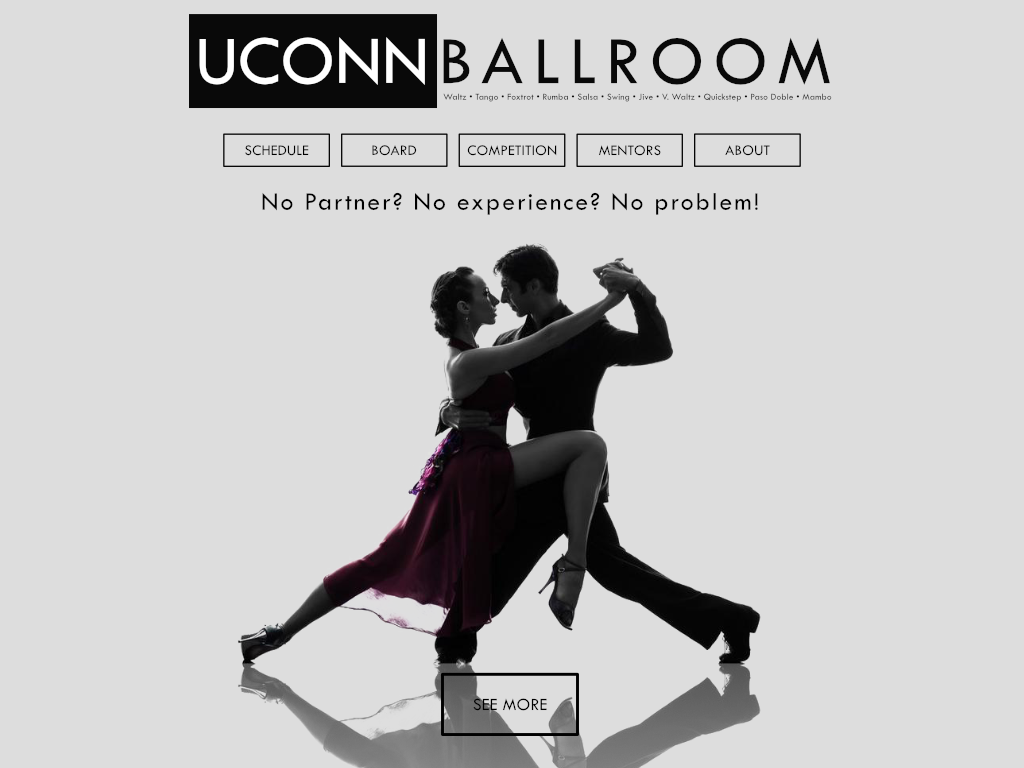 UCONN BALLROOM
Waltz • Tango • Foxtrot • Rumba • Salsa • Swing • Jive • V. Waltz • Quickstep • Paso Doble • Mambo
SCHEDULE BOARD COMPETITION MENTORS ABOUT
No Partner? No experience? No problem!
SEE MORE